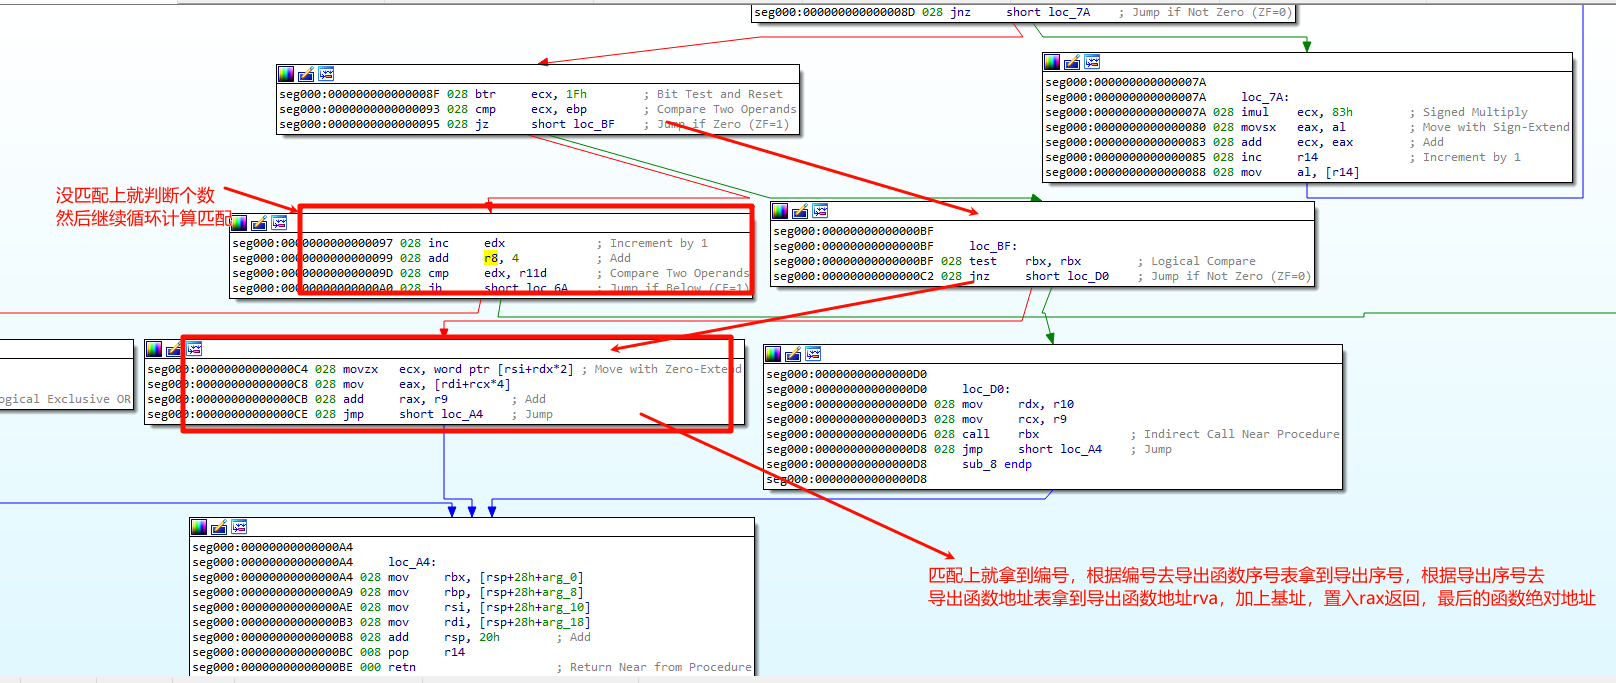 seg000:000000000000008D 028 jnz     short loc_7A    ; Jump if Not Zero (ZF=0)
seg000:000000000000008F 028 btr     ecx, 1Fh        ; Bit Test and Reset
seg000:0000000000000093 028 cmp     ecx, ebp        ; Compare Two Operands
seg000:0000000000000095 028 jz      short loc_BF    ; Jump if Zero (ZF=1)
seg000:000000000000007A
seg000:000000000000007A     loc_7A:
seg000:000000000000007A 028 imul    ecx, 83h        ; Signed Multiply
seg000:0000000000000080 028 movsx   eax, al         ; Move with Sign-Extend
seg000:0000000000000083 028 add     ecx, eax        ; Add
seg000:0000000000000085 028 inc     r14             ; Increment by 1
seg000:0000000000000088 028 mov     al, [r14]
没匹配上就判断个数
然后继续循环计算匹配
seg000:0000000000000097 028 inc     edx             ; Increment by 1
seg000:0000000000000099 028 add     r8, 4           ; Add
seg000:000000000000009D 028 cmp     edx, r11d       ; Compare Two Operands
seg000:00000000000000A0 028 jb      short loc_6A    ; Jump if Below (CF=1)
seg000:00000000000000BF
seg000:00000000000000BF     loc_BF:
seg000:00000000000000BF 028 test    rbx, rbx        ; Logical Compare
seg000:00000000000000C2 028 jnz     short loc_D0    ; Jump if Not Zero (ZF=0)
ogical Exclusive OR
seg000:00000000000000C4 028 movzx   ecx, word ptr [rsi+rdx*2] ; Move with Zero-Extend
seg000:00000000000000C8 028 mov     eax, [rdi+rcx*4]
seg000:00000000000000CB 028 add     rax, r9         ; Add
seg000:00000000000000CE 028 jmp     short loc_A4    ; Jump
seg000:00000000000000D0
seg000:00000000000000D0     loc_D0:
seg000:00000000000000D0 028 mov     rdx, r10
seg000:00000000000000D3 028 mov     rcx, r9
seg000:00000000000000D6 028 call    rbx             ; Indirect Call Near Procedure
seg000:00000000000000D8 028 jmp     short loc_A4    ; Jump
seg000:00000000000000D8     sub_8 endp
seg000:00000000000000D8
seg000:00000000000000A4
seg000:00000000000000A4     loc_A4:
seg000:00000000000000A4 028 mov     rbx, [rsp+28h+arg_0]
seg000:00000000000000A9 028 mov     rbp, [rsp+28h+arg_8]
seg000:00000000000000AE 028 mov     rsi, [rsp+28h+arg_10]
seg000:00000000000000B3 028 mov     rdi, [rsp+28h+arg_18]
seg000:00000000000000B8 028 add     rsp, 20h        ; Add
seg000:00000000000000BC 008 pop     r14
seg000:00000000000000BE 000 retn                    ; Return Near from Procedure
匹配上就拿到编号，根据编号去导出函数序号表拿到导出序号，根据导出序号去
导出函数地址表拿到导出函数地址rva，加上基址，置入rax返回，最后的函数绝对地址